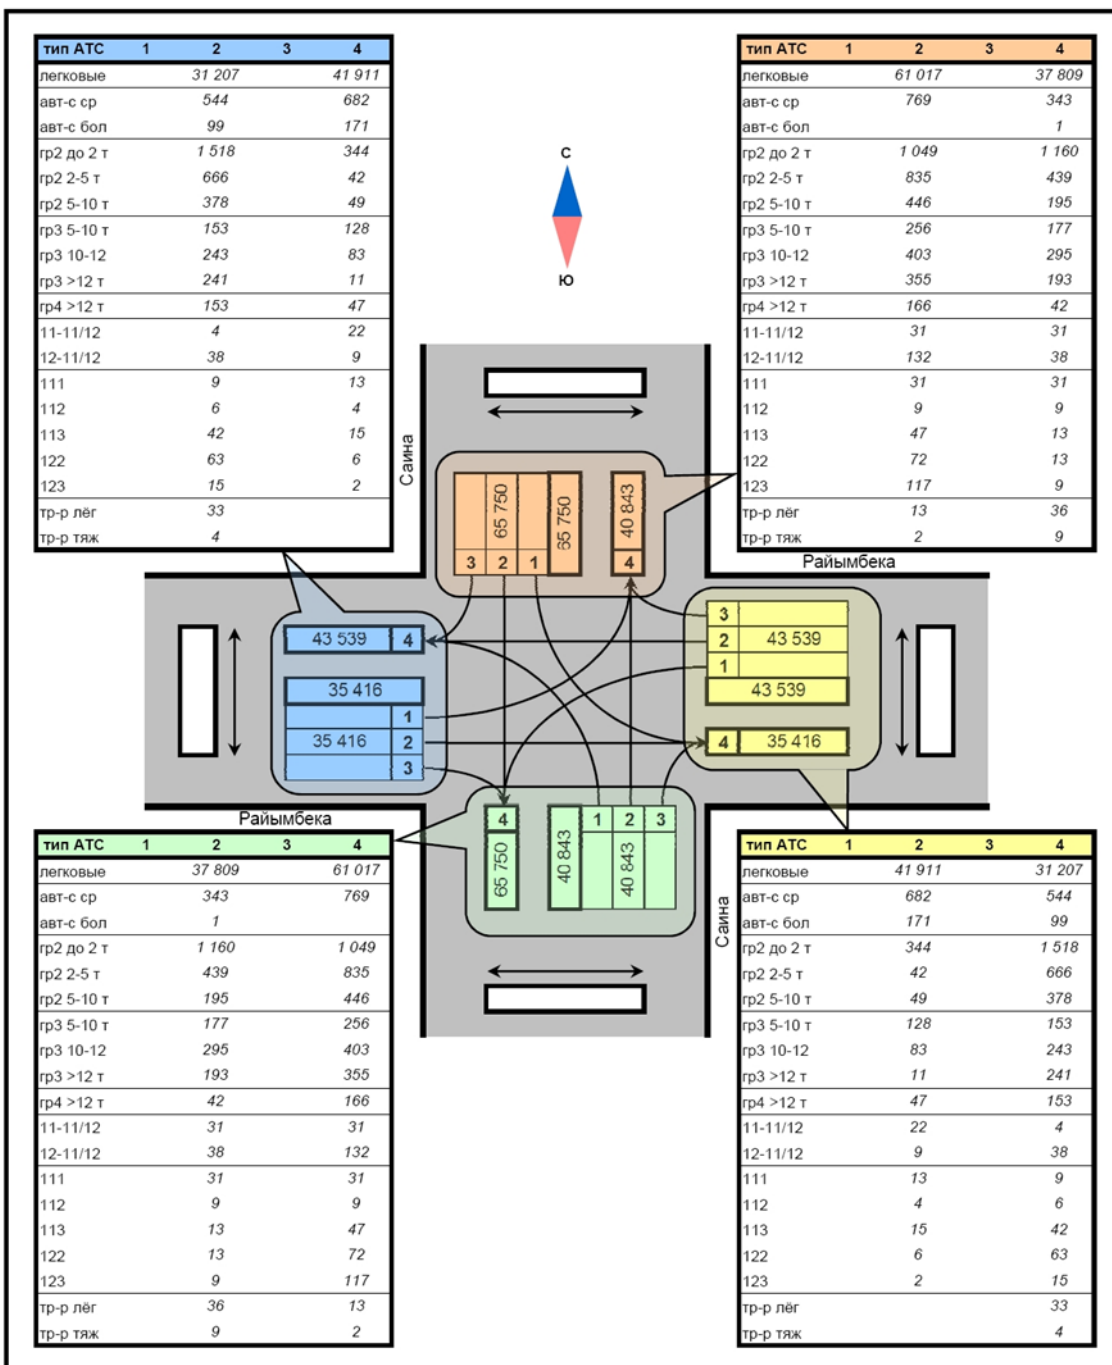 тип АТС 1 2 3 4
легковые 31 207 41 911
авт-с ср 544 682
авт-с бол 99 171
гр2 до 2 т 1 518 344
гр2 2-5 т 666 42
гр2 5-10 т 378 49
гр3 5-10 т 153 128
гр3 10-12 243 83
гр3 >12 т 241 11
гр4 >12 т 153 47
11-11/12 4 22
12-11/12 38 9
111 9 13
112 6 4
113 42 15
122 63 6
123 15 2
тр-р лёг 33
тр-р тяж 4
тип АТС 1 2 3 4
легковые 61 017 37 809
авт-с ср 769 343
авт-с бол 1
гр2 до 2 т 1 049 1 160
гр2 2-5 т 835 439
гр2 5-10 т 446 195
гр3 5-10 т 256 177
гр3 10-12 403 295
гр3 >12 т 355 193
гр4 >12 т 166 42
11-11/12 31 31
12-11/12 132 38
111 31 31
112 9 9
113 47 13
122 72 13
123 117 9
тр-р лёг 13 36
тр-р тяж 2 9
С
Ю
Саина
Райымбека
65 750
65 750
40 843
3 2 1 4
43 539 4
35 416
1
35 416 2
3
3
2 43 539
1
43 539
4 35 416
4 1 2 3
65 750
40 843
40 843
Райымбека
Саина
тип АТС 1 2 3 4
легковые 37 809 61 017
авт-с ср 343 769
авт-с бол 1
гр2 до 2 т 1 160 1 049
гр2 2-5 т 439 835
гр2 5-10 т 195 446
гр3 5-10 т 177 256
гр3 10-12 295 403
гр3 >12 т 193 355
гр4 >12 т 42 166
11-11/12 31 31
12-11/12 38 132
111 31 31
112 9 9
113 13 47
122 13 72
123 9 117
тр-р лёг 36 13
тр-р тяж 9 2
тип АТС 1 2 3 4
легковые 41 911 31 207
авт-с ср 682 544
авт-с бол 171 99
гр2 до 2 т 344 1 518
гр2 2-5 т 42 666
гр2 5-10 т 49 378
гр3 5-10 т 128 153
гр3 10-12 83 243
гр3 >12 т 11 241
гр4 >12 т 47 153
11-11/12 22 4
12-11/12 9 38
111 13 9
112 4 6
113 15 42
122 6 63
123 2 15
тр-р лёг 33
тр-р тяж 4